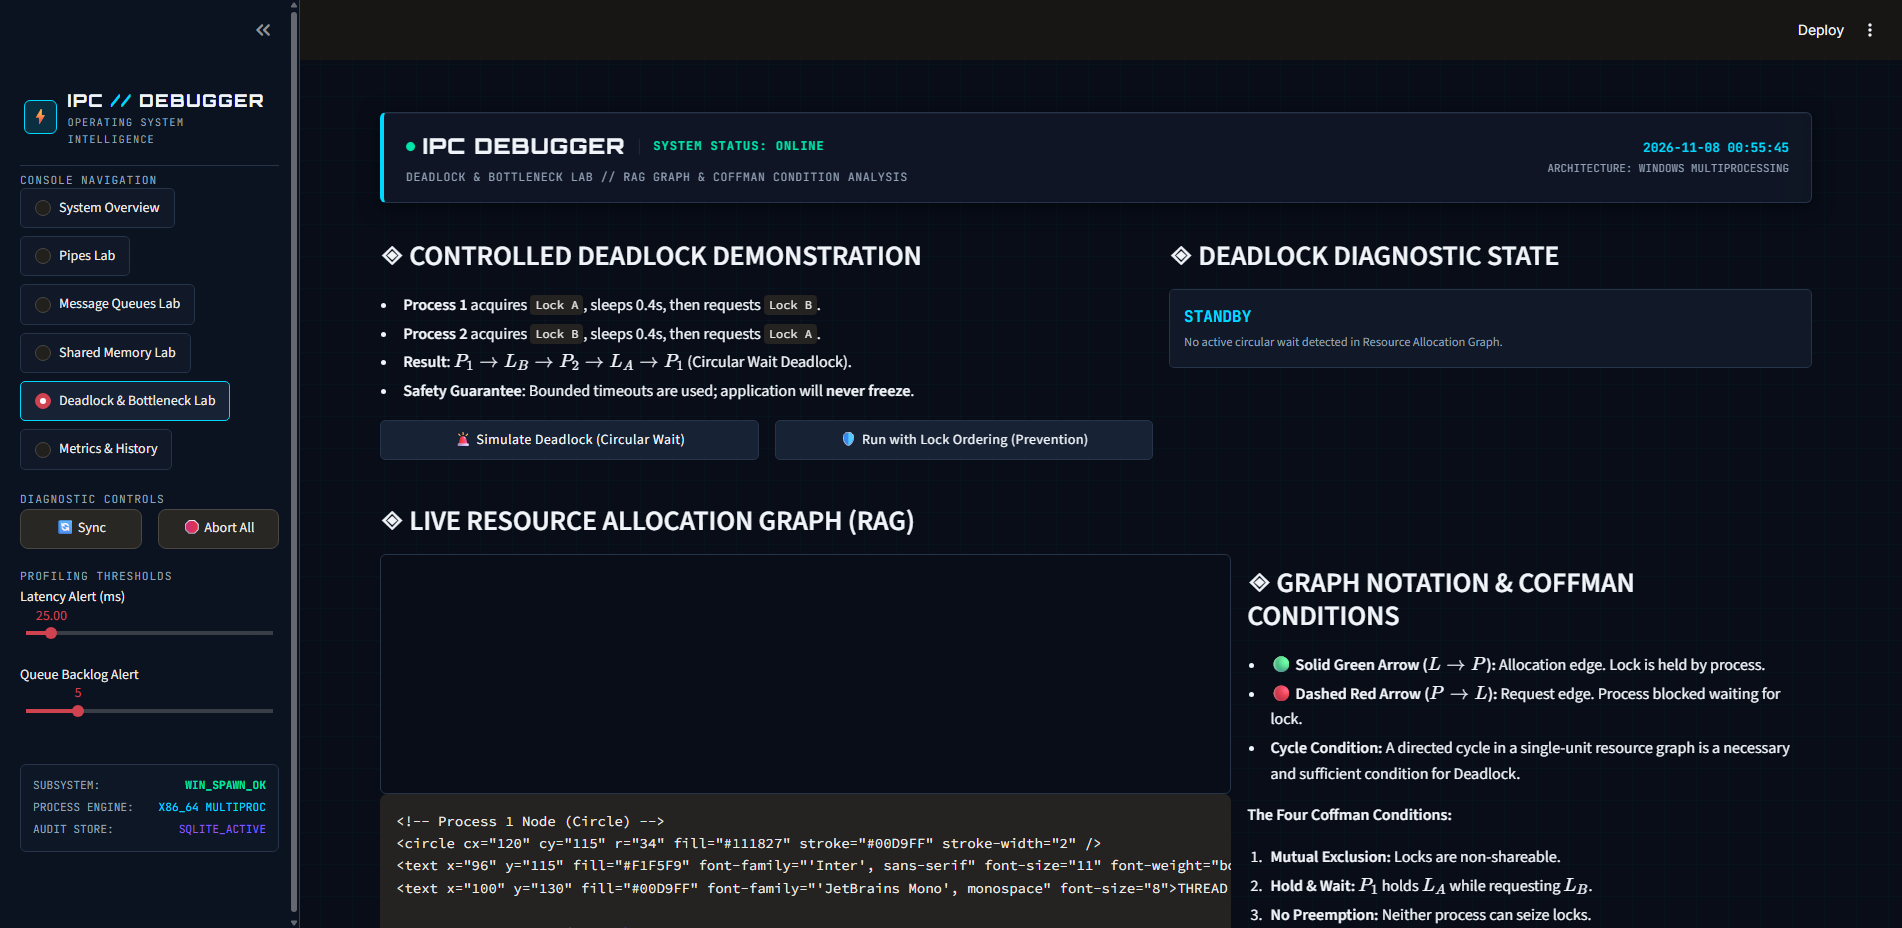 Deploy
IPC // DEBUGGER
OPERATING SYSTEM
INTELLIGENCE
CONSOLE NAVIGATION
System Overview
Pipes Lab
Message Queues Lab
Shared Memory Lab
Deadlock & Bottleneck Lab
Metrics & History
DIAGNOSTIC CONTROLS
Sync
Abort All
PROFILING THRESHOLDS
Latency Alert (ms)
25.00
Queue Backlog Alert
5
SUBSYSTEM: WIN_SPAWN_OK
PROCESS ENGINE: X86_64 MULTIPROC
AUDIT STORE: SQLITE_ACTIVE
IPC DEBUGGER
SYSTEM STATUS: ONLINE
DEADLOCK & BOTTLENECK LAB // RAG GRAPH & COFFMAN CONDITION ANALYSIS
2026-11-08 00:55:45
ARCHITECTURE: WINDOWS MULTIPROCESSING
◈ CONTROLLED DEADLOCK DEMONSTRATION
• Process 1 acquires Lock A, sleeps 0.4s, then requests Lock B.
• Process 2 acquires Lock B, sleeps 0.4s, then requests Lock A.
• Result: P₁ → L_B → P₂ → L_A → P₁ (Circular Wait Deadlock).
• Safety Guarantee: Bounded timeouts are used; application will never freeze.
Simulate Deadlock (Circular Wait)
Run with Lock Ordering (Prevention)
◈ DEADLOCK DIAGNOSTIC STATE
STANDBY
No active circular wait detected in Resource Allocation Graph.
◈ LIVE RESOURCE ALLOCATION GRAPH (RAG)
<!-- Process 1 Node (Circle) -->
<circle cx="120" cy="115" r="34" fill="#111827" stroke="#00D9FF" stroke-width="2" />
<text x="96" y="115" fill="#F1F5F9" font-family="'Inter', sans-serif" font-size="11" font-weight="bo
<text x="100" y="130" fill="#00D9FF" font-family="'JetBrains Mono', monospace" font-size="8">THREAD
◈ GRAPH NOTATION & COFFMAN
CONDITIONS
• Solid Green Arrow (L → P): Allocation edge. Lock is held by process.
• Dashed Red Arrow (P → L): Request edge. Process blocked waiting for
lock.
• Cycle Condition: A directed cycle in a single-unit resource graph is a necessary
and sufficient condition for Deadlock.
The Four Coffman Conditions:
1. Mutual Exclusion: Locks are non-shareable.
2. Hold & Wait: P₁ holds L_A while requesting L_B.
3. No Preemption: Neither process can seize locks.